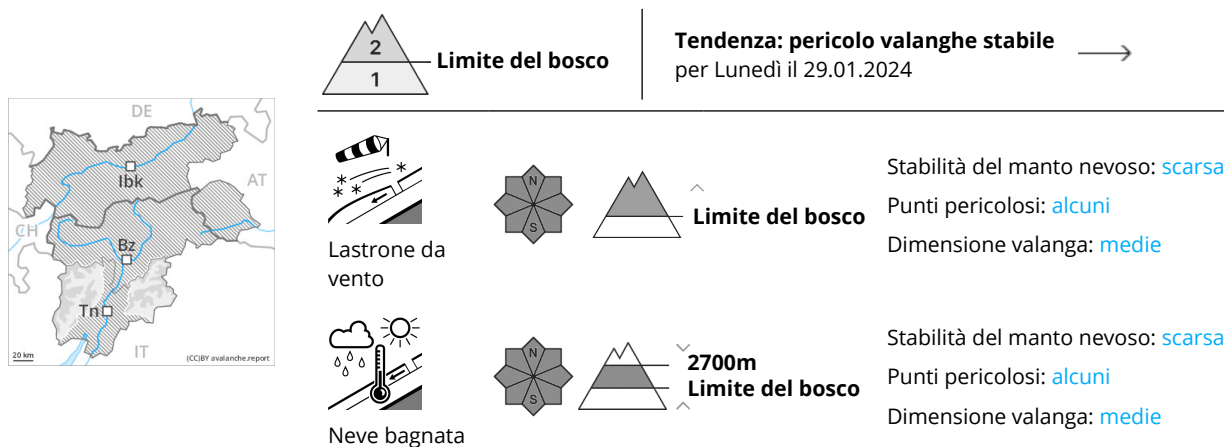 2
1
Limite del bosco
Tendenza: pericolo valanghe stabile
per Lunedì il 29.01.2024
DE
Ibk
AT
CH
Bz
Tn
IT
20 km
(CC)BY avalanche.report
N
S
Lastrone da
vento
Limite del bosco
Stabilità del manto nevoso: scarsa
Punti pericolosi: alcuni
Dimensione valanga: medie
N
S
Neve bagnata
2700m
Limite del bosco
Stabilità del manto nevoso: scarsa
Punti pericolosi: alcuni
Dimensione valanga: medie